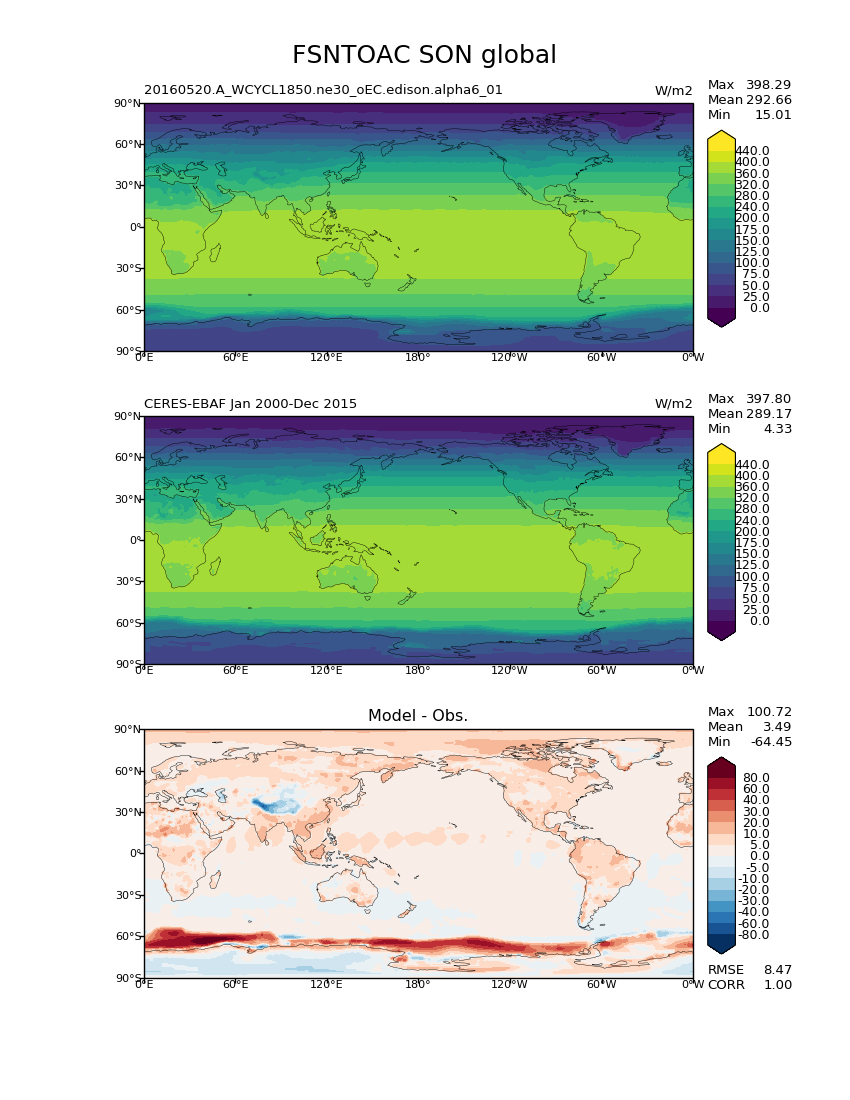 FSNTOAC SON global
20160520.A_WCYCL1850.ne30_oEC.edison.alpha6_01 W/m2
Max 398.29
Mean 292.66
Min 15.01
90°N
60°N
30°N
0°
30°S
60°S
90°S
0°E 60°E 120°E 180° 120°W 60°W 0°W
440.0
400.0
360.0
320.0
280.0
240.0
200.0
175.0
150.0
125.0
100.0
75.0
50.0
25.0
0.0
CERES-EBAF Jan 2000-Dec 2015 W/m2
Max 397.80
Mean 289.17
Min 4.33
90°N
60°N
30°N
0°
30°S
60°S
90°S
0°E 60°E 120°E 180° 120°W 60°W 0°W
440.0
400.0
360.0
320.0
280.0
240.0
200.0
175.0
150.0
125.0
100.0
75.0
50.0
25.0
0.0
Model - Obs.
Max 100.72
Mean 3.49
Min -64.45
90°N
60°N
30°N
0°
30°S
60°S
90°S
0°E 60°E 120°E 180° 120°W 60°W 0°W
80.0
60.0
40.0
30.0
20.0
10.0
5.0
0.0
-5.0
-10.0
-20.0
-30.0
-40.0
-60.0
-80.0
RMSE 8.47
CORR 1.00